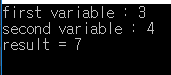 first variable : 3
second variable : 4
result = 7